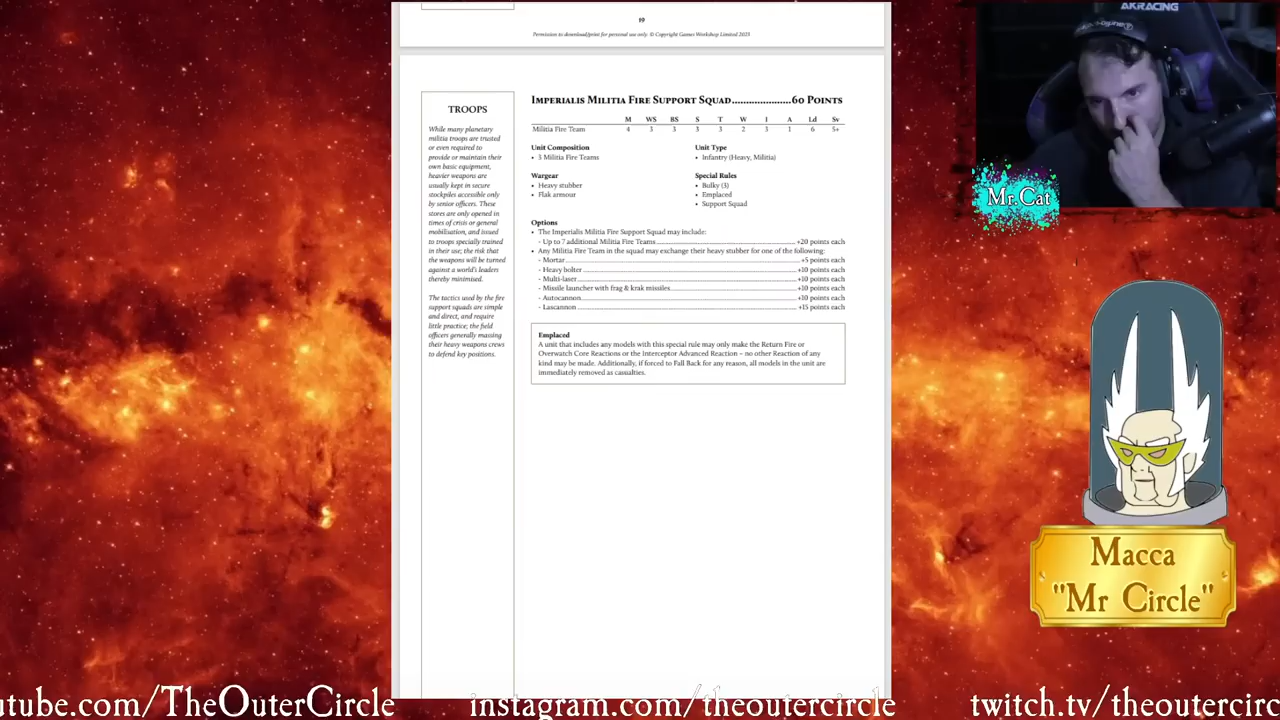 19
Permission to download/print for personal use only. © Copyright Games Workshop Limited 2023
AKRACING
Mr.Cat
TROOPS
While many planetary
militia troops are trusted
or even required to
provide or maintain their
own basic equipment,
heavier weapons are
usually kept in secure
stockpiles accessible only
by senior officers. These
stores are only opened in
times of crisis or general
mobilisation, and issued
to troops specially trained
in their use; the risk that
the weapons will be turned
against a world's leaders
thereby minimised.
The tactics used by the fire
support squads are simple
and direct, and require
little practice; the field
officers generally massing
their heavy weapons crews
to defend key positions.
Imperialis Militia Fire Support Squad.....................60 Points
M WS BS S T W I A Ld Sv
Militia Fire Team 4 3 3 3 3 2 3 1 6 5+
Unit Composition
• 3 Militia Fire Teams
Unit Type
• Infantry (Heavy, Militia)
Wargear
• Heavy stubber
• Flak armour
Special Rules
• Bulky (3)
• Emplaced
• Support Squad
Options
• The Imperialis Militia Fire Support Squad may include:
- Up to 7 additional Militia Fire Teams ... +20 points each
• Any Militia Fire Team in the squad may exchange their heavy stubber for one of the following:
- Mortar ... +5 points each
- Heavy bolter ... +10 points each
- Multi-laser ... +10 points each
- Missile launcher with frag & krak missiles ... +10 points each
- Autocannon ... +10 points each
- Lascannon ... +15 points each
Emplaced
A unit that includes any models with this special rule may only make the Return Fire or
Overwatch Core Reactions or the Interceptor Advanced Reaction – no other Reaction of any
kind may be made. Additionally, if forced to Fall Back for any reason, all models in the unit are
immediately removed as casualties.
Macca
"Mr Circle"
utube.com/TheOuterCircle instagram.com/theoutercircle twitch.tv/theoutercirc